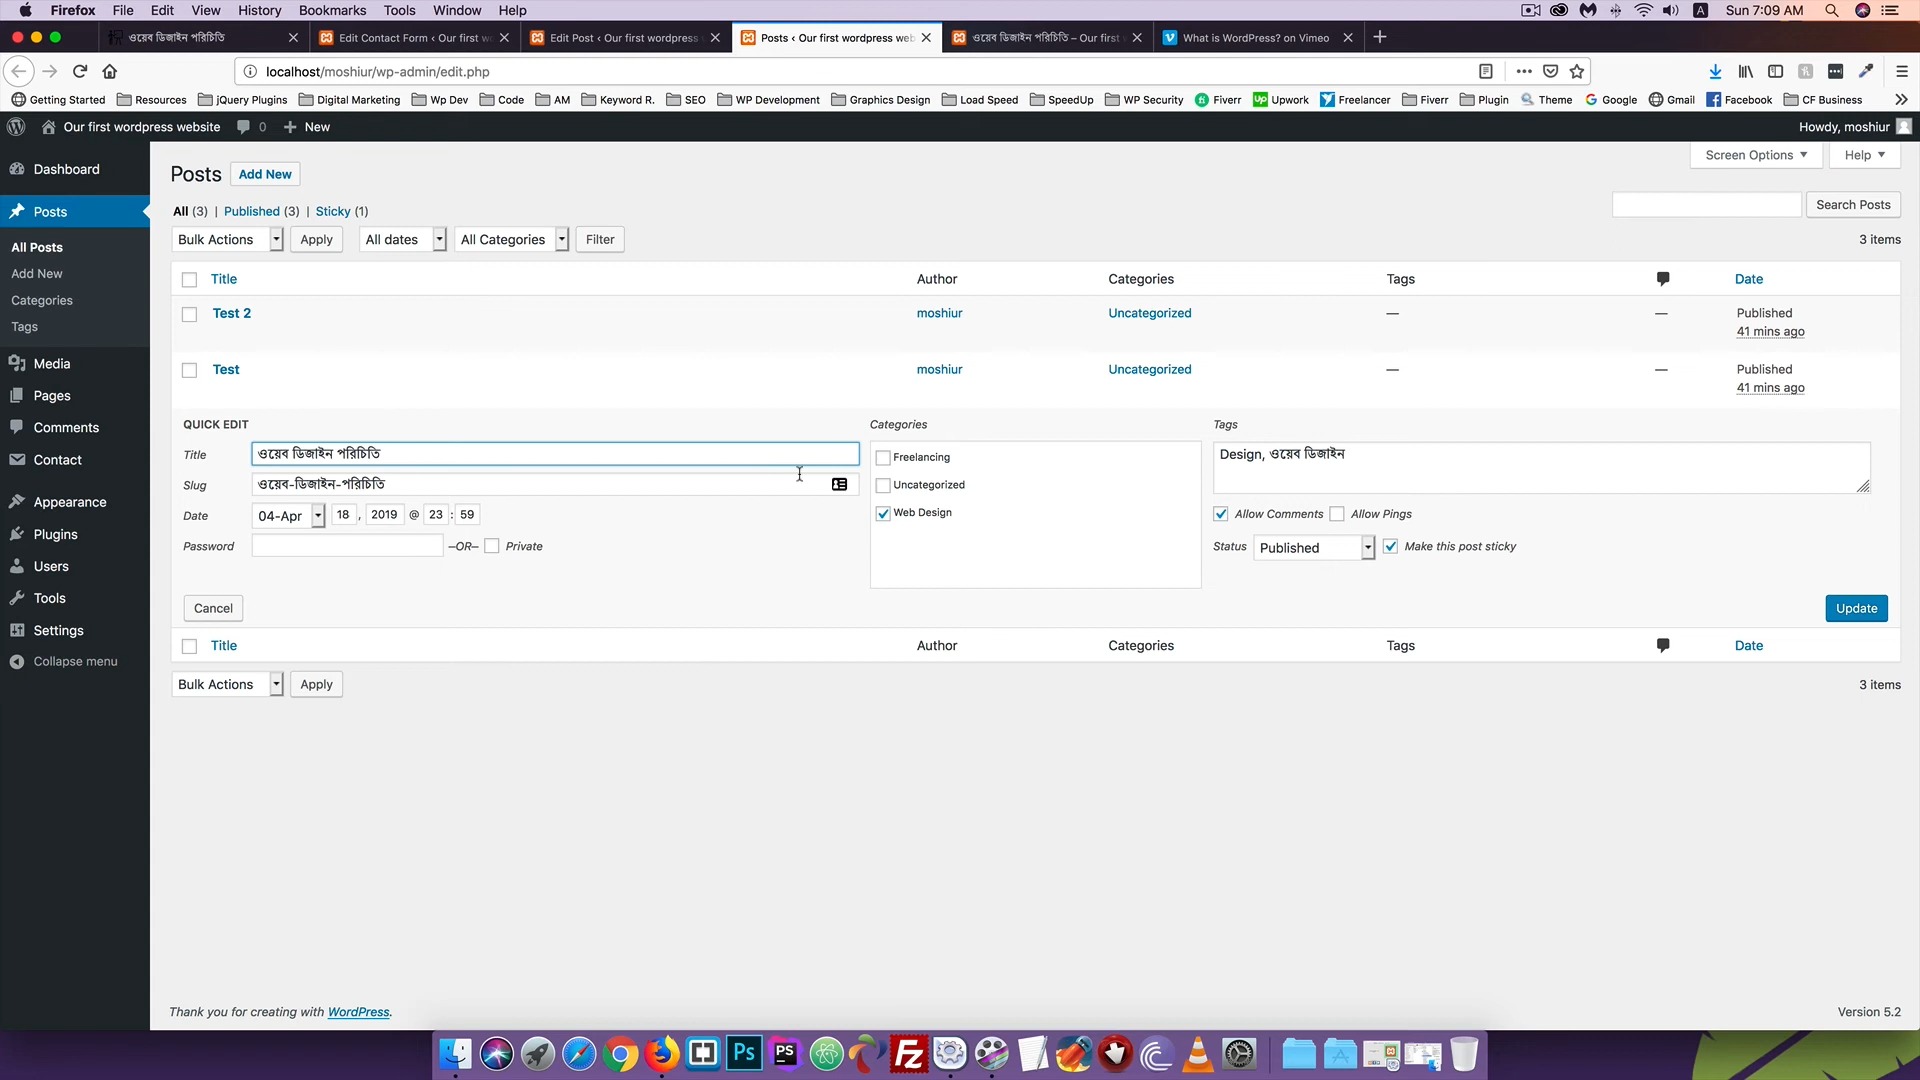 Firefox File Edit View History Bookmarks Tools Window Help Sun 7:09 AM
ওয়েব ডিজাইন পরিচিতি Edit Contact Form ‹ Our first wo Edit Post ‹ Our first wordpress Posts ‹ Our first wordpress web ওয়েব ডিজাইন পরিচিতি – Our first What is WordPress? on Vimeo
localhost/moshiur/wp-admin/edit.php
Getting Started Resources jQuery Plugins Digital Marketing Wp Dev Code AM Keyword R. SEO WP Development Graphics Design Load Speed SpeedUp WP Security Fiverr Upwork Freelancer Fiverr Plugin Theme Google Gmail Facebook CF Business
Our first wordpress website 0 New Howdy, moshiur
Screen Options Help
Dashboard
Posts
All Posts
Add New
Categories
Tags
Media
Pages
Comments
Contact
Appearance
Plugins
Users
Tools
Settings
Collapse menu
Posts Add New
All (3) | Published (3) | Sticky (1)
Search Posts
Bulk Actions Apply All dates All Categories Filter 3 items
Title Author Categories Tags Date
Test 2 moshiur Uncategorized — — Published
41 mins ago
Test moshiur Uncategorized — — Published
41 mins ago
QUICK EDIT Categories Tags
Title ওয়েব ডিজাইন পরিচিতি Freelancing Design, ওয়েব ডিজাইন
Slug ওয়েব-ডিজাইন-পরিচিতি Uncategorized
Date 04-Apr 18 , 2019 @ 23 : 59 Web Design Allow Comments Allow Pings
Password –OR– Private Status Published Make this post sticky
Cancel Update
Title Author Categories Tags Date
Bulk Actions Apply 3 items
Thank you for creating with WordPress. Version 5.2
Ps PS Fz